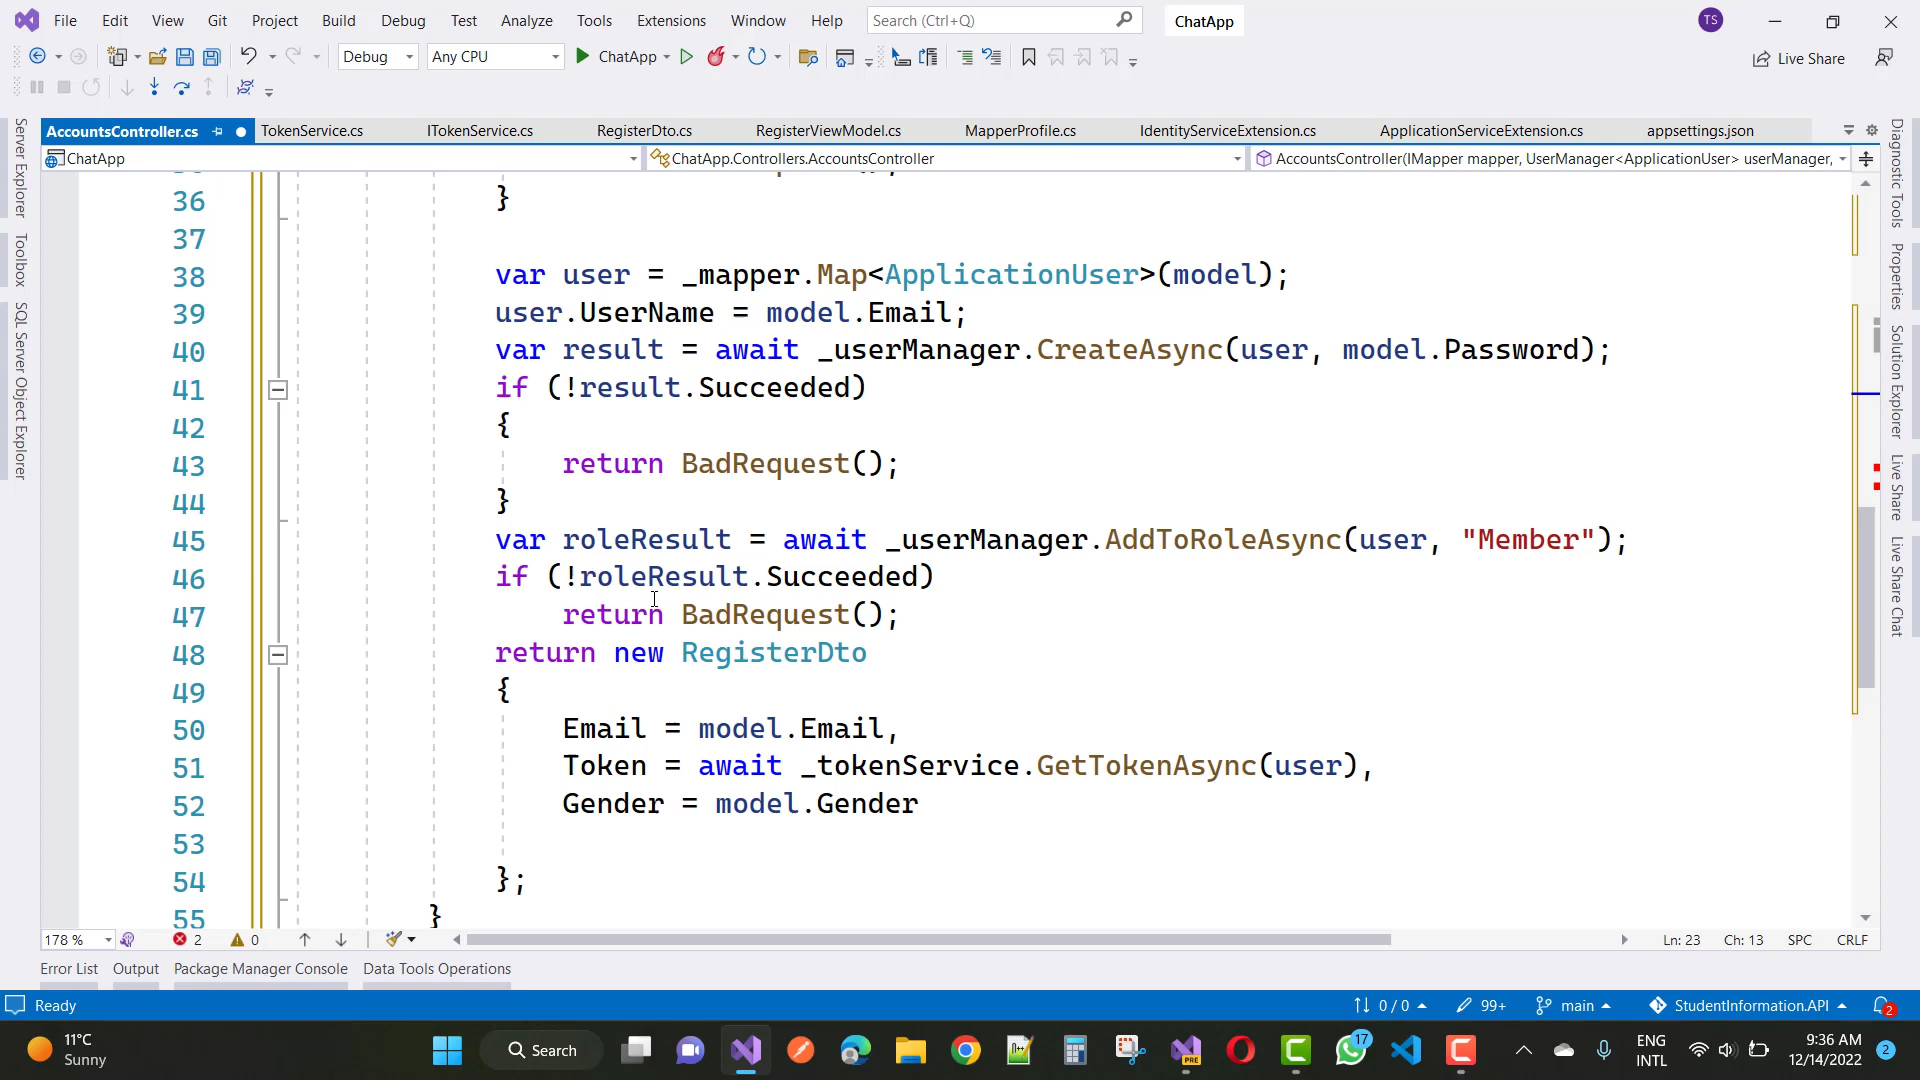 File Edit View Git Project Build Debug Test Analyze Tools Extensions Window Help Search (Ctrl+Q) ChatApp TS
Debug Any CPU ChatApp Live Share
AccountsController.cs TokenService.cs ITokenService.cs RegisterDto.cs RegisterViewModel.cs MapperProfile.cs IdentityServiceExtension.cs ApplicationServiceExtension.cs appsettings.json
ChatApp ChatApp.Controllers.AccountsController AccountsController(IMapper mapper, UserManager<ApplicationUser> userManager,
Server Explorer
Toolbox
SQL Server Object Explorer
36 }
37
38 var user = _mapper.Map<ApplicationUser>(model);
39 user.UserName = model.Email;
40 var result = await _userManager.CreateAsync(user, model.Password);
41 if (!result.Succeeded)
42 {
43 return BadRequest();
44 }
45 var roleResult = await _userManager.AddToRoleAsync(user, "Member");
46 if (!roleResult.Succeeded)
47 return BadRequest();
48 return new RegisterDto
49 {
50 Email = model.Email,
51 Token = await _tokenService.GetTokenAsync(user),
52 Gender = model.Gender
53
54 };
55 }
Diagnostic Tools
Properties
Solution Explorer
Live Share
Live Share Chat
178 % 2 0 Ln: 23 Ch: 13 SPC CRLF
Error List Output Package Manager Console Data Tools Operations
Ready 0 / 0 99+ main StudentInformation.API 2
11°C
Sunny
Search
PRE
17
ENG
INTL
9:36 AM
12/14/2022
2